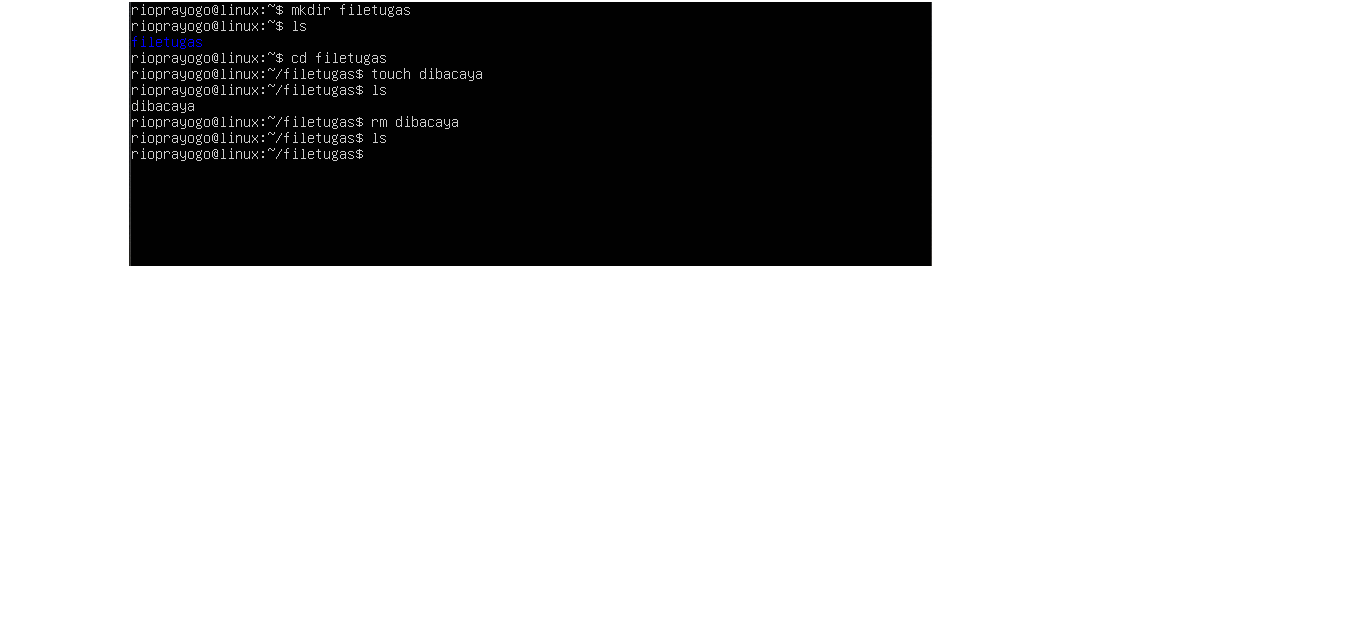 rioprayogo@linux:~$ mkdir filetugas
rioprayogo@linux:~$ ls
filetugas
rioprayogo@linux:~$ cd filetugas
rioprayogo@linux:~/filetugas$ touch dibacaya
rioprayogo@linux:~/filetugas$ ls
dibacaya
rioprayogo@linux:~/filetugas$ rm dibacaya
rioprayogo@linux:~/filetugas$ ls
rioprayogo@linux:~/filetugas$